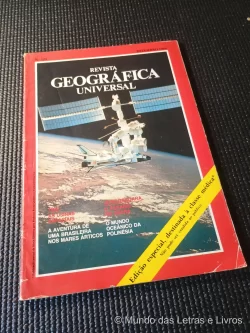 REVISTA
GEOGRÁFICA
UNIVERSAL
A AVENTURA DE
UMA BRASILEIRA
NOS MARES ÁRTICOS
O MUNDO
OCEÂNICO DA
POLINÉSIA
Edição especial, destinada à classe médica
© Mundo das Letras e Livros